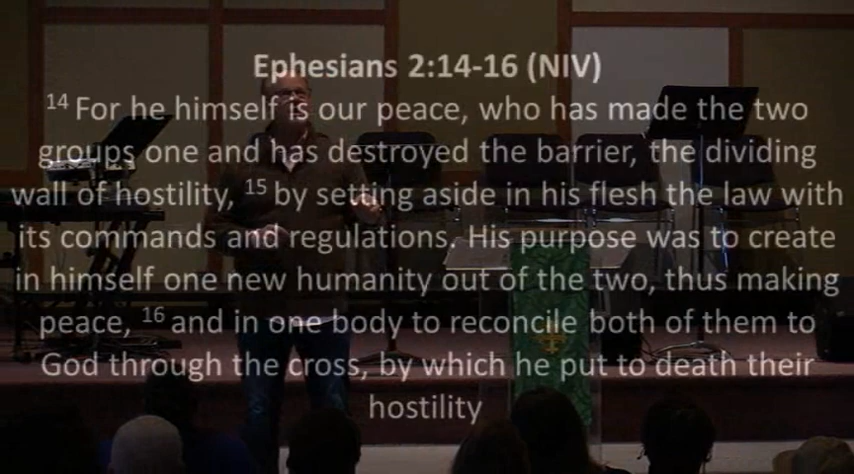 Ephesians 2:14-16 (NIV)
14 For he himself is our peace, who has made the two
groups one and has destroyed the barrier, the dividing
wall of hostility, 15 by setting aside in his flesh the law with
its commands and regulations. His purpose was to create
in himself one new humanity out of the two, thus making
peace, 16 and in one body to reconcile both of them to
God through the cross, by which he put to death their
hostility